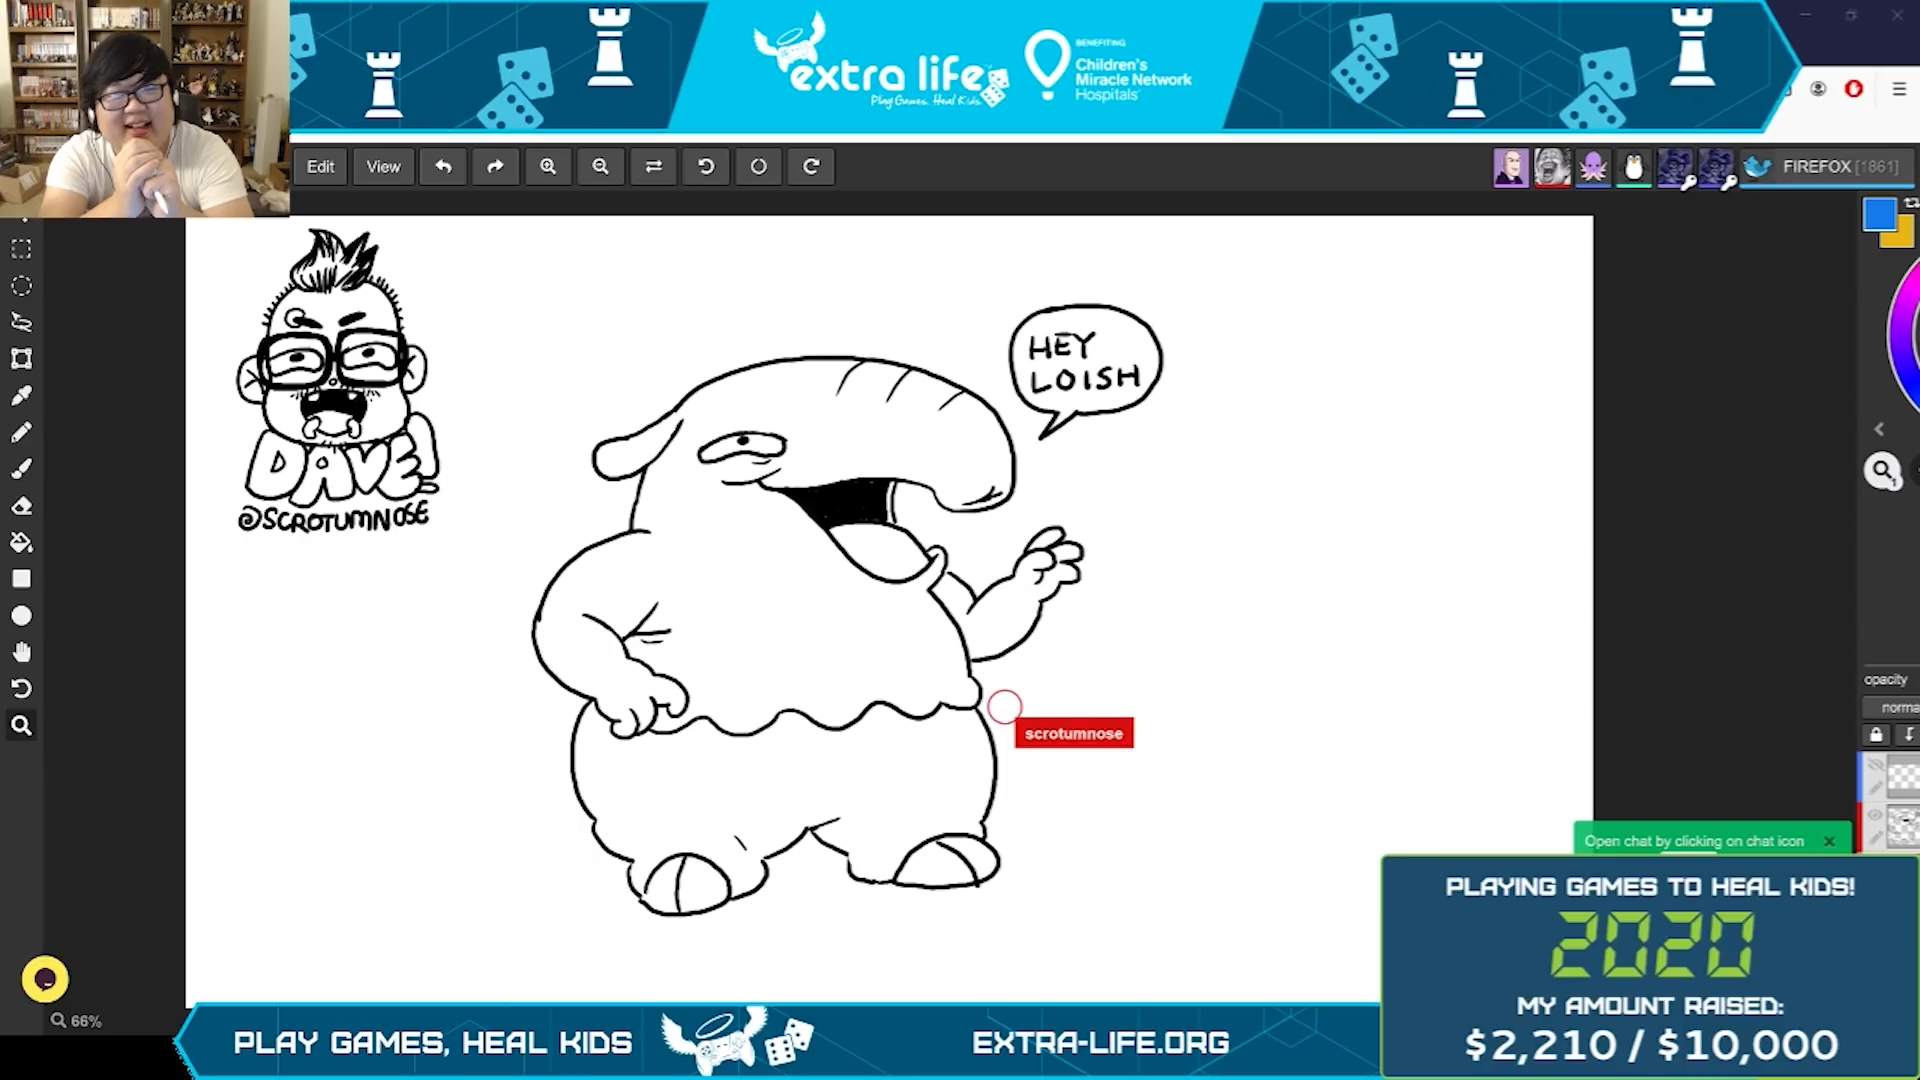 extra life
Play Games. Heal Kids.
BENEFITING
Children's
Miracle Network
Hospitals
Edit
View
FIREFOX [1861]
HEY
LOISH
DAVE!
@SCROTUMNOSE
scrotumnose
opacity
norma
Open chat by clicking on chat icon
PLAYING GAMES TO HEAL KIDS!
2020
MY AMOUNT RAISED:
$2,210 / $10,000
66%
PLAY GAMES, HEAL KIDS
EXTRA-LIFE.ORG